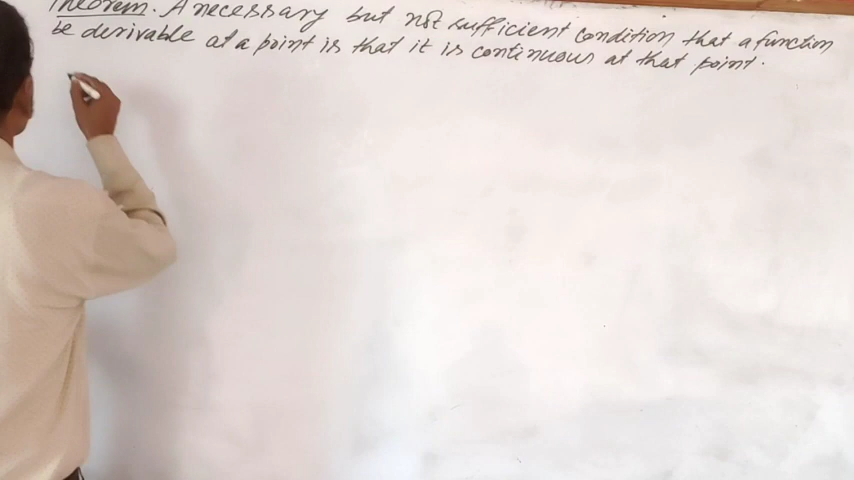 Theorem. A necessary but not sufficient condition that a function
be derivable at a point is that it is continuous at that point.